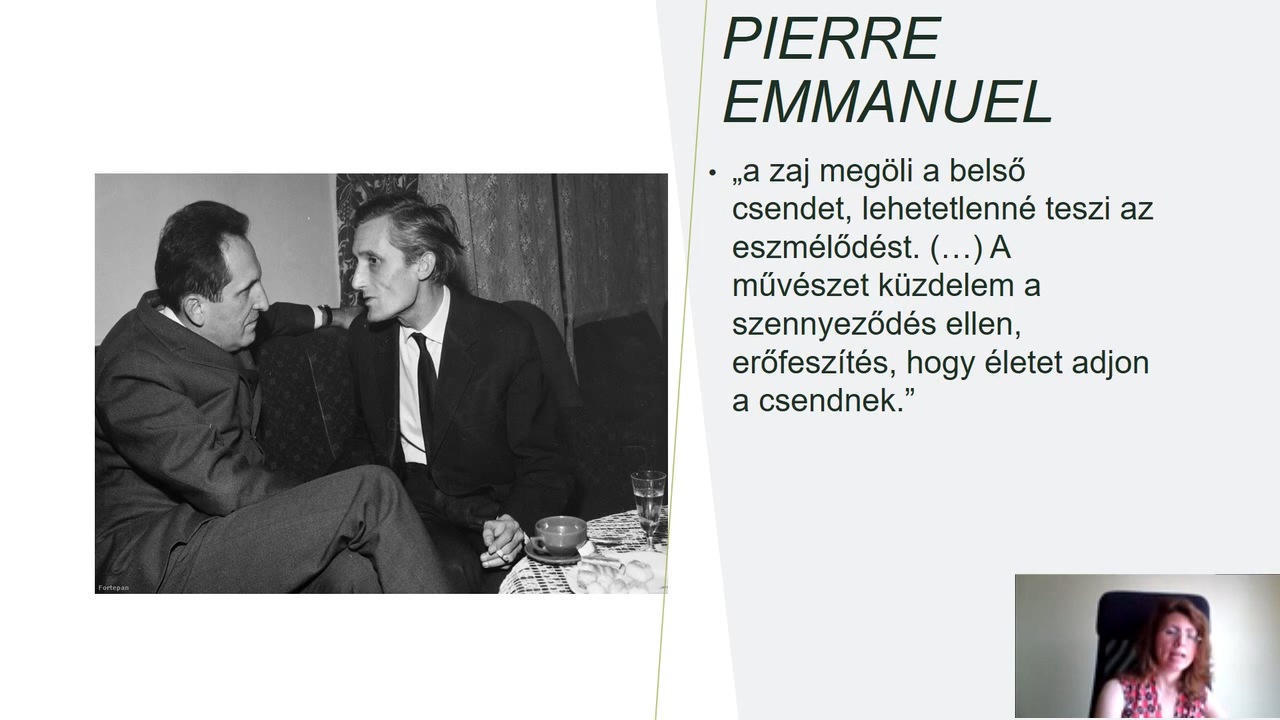 PIERRE
EMMANUEL
• „a zaj megöli a belső
csendet, lehetetlenné teszi az
eszmélődést. (…) A
művészet küzdelem a
szennyeződés ellen,
erőfeszítés, hogy életet adjon
a csendnek.”
Fortepan